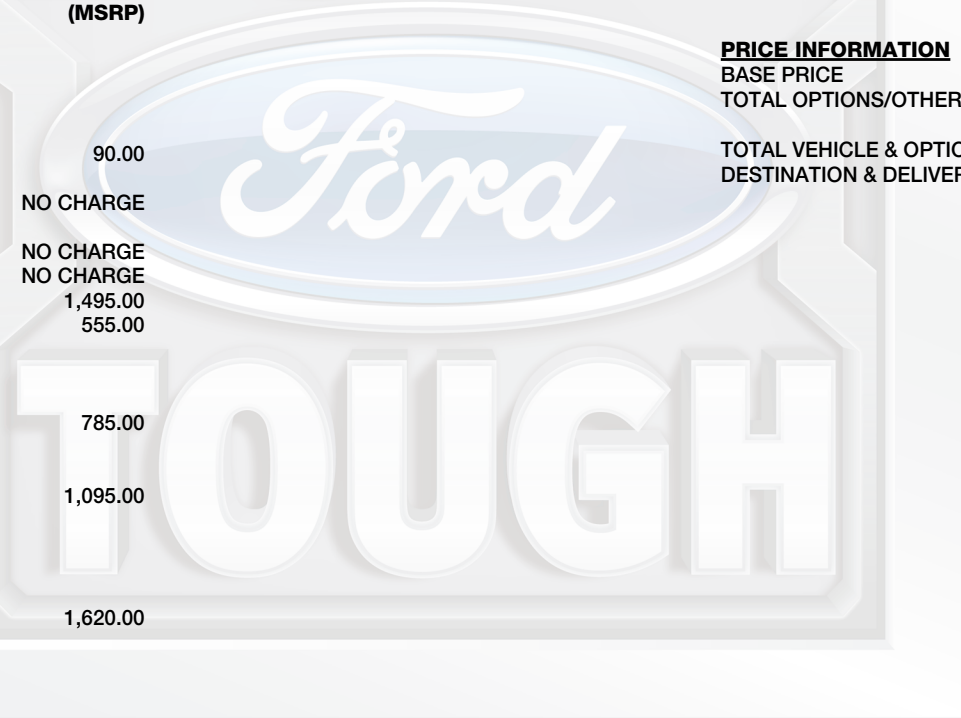 (MSRP)
90.00
NO CHARGE
NO CHARGE
NO CHARGE
1,495.00
555.00
785.00
1,095.00
1,620.00
PRICE INFORMATION
BASE PRICE
TOTAL OPTIONS/OTHER
TOTAL VEHICLE & OPTIO
DESTINATION & DELIVER
Ford
TOUGH